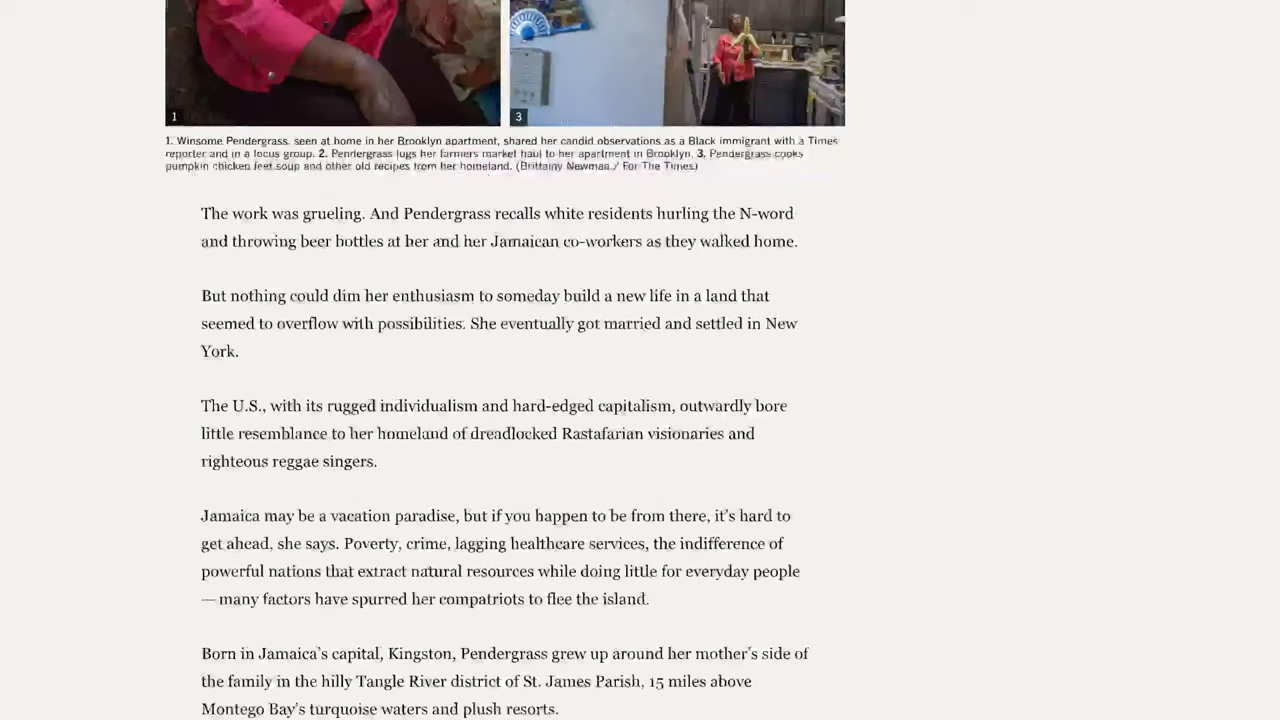 1
3
1. Winsome Pendergrass, seen at home in her Brooklyn apartment, shared her candid observations as a Black immigrant with a Times
reporter and in a focus group. 2. Pendergrass lugs her farmers market haul to her apartment in Brooklyn. 3. Pendergrass cooks
pumpkin chicken feet soup and other old recipes from her homeland. (Brittainy Newman / For The Times)
The work was grueling. And Pendergrass recalls white residents hurling the N-word
and throwing beer bottles at her and her Jamaican co-workers as they walked home.
But nothing could dim her enthusiasm to someday build a new life in a land that
seemed to overflow with possibilities. She eventually got married and settled in New
York.
The U.S., with its rugged individualism and hard-edged capitalism, outwardly bore
little resemblance to her homeland of dreadlocked Rastafarian visionaries and
righteous reggae singers.
Jamaica may be a vacation paradise, but if you happen to be from there, it's hard to
get ahead, she says. Poverty, crime, lagging healthcare services, the indifference of
powerful nations that extract natural resources while doing little for everyday people
— many factors have spurred her compatriots to flee the island.
Born in Jamaica's capital, Kingston, Pendergrass grew up around her mother's side of
the family in the hilly Tangle River district of St. James Parish, 15 miles above
Montego Bay's turquoise waters and plush resorts.